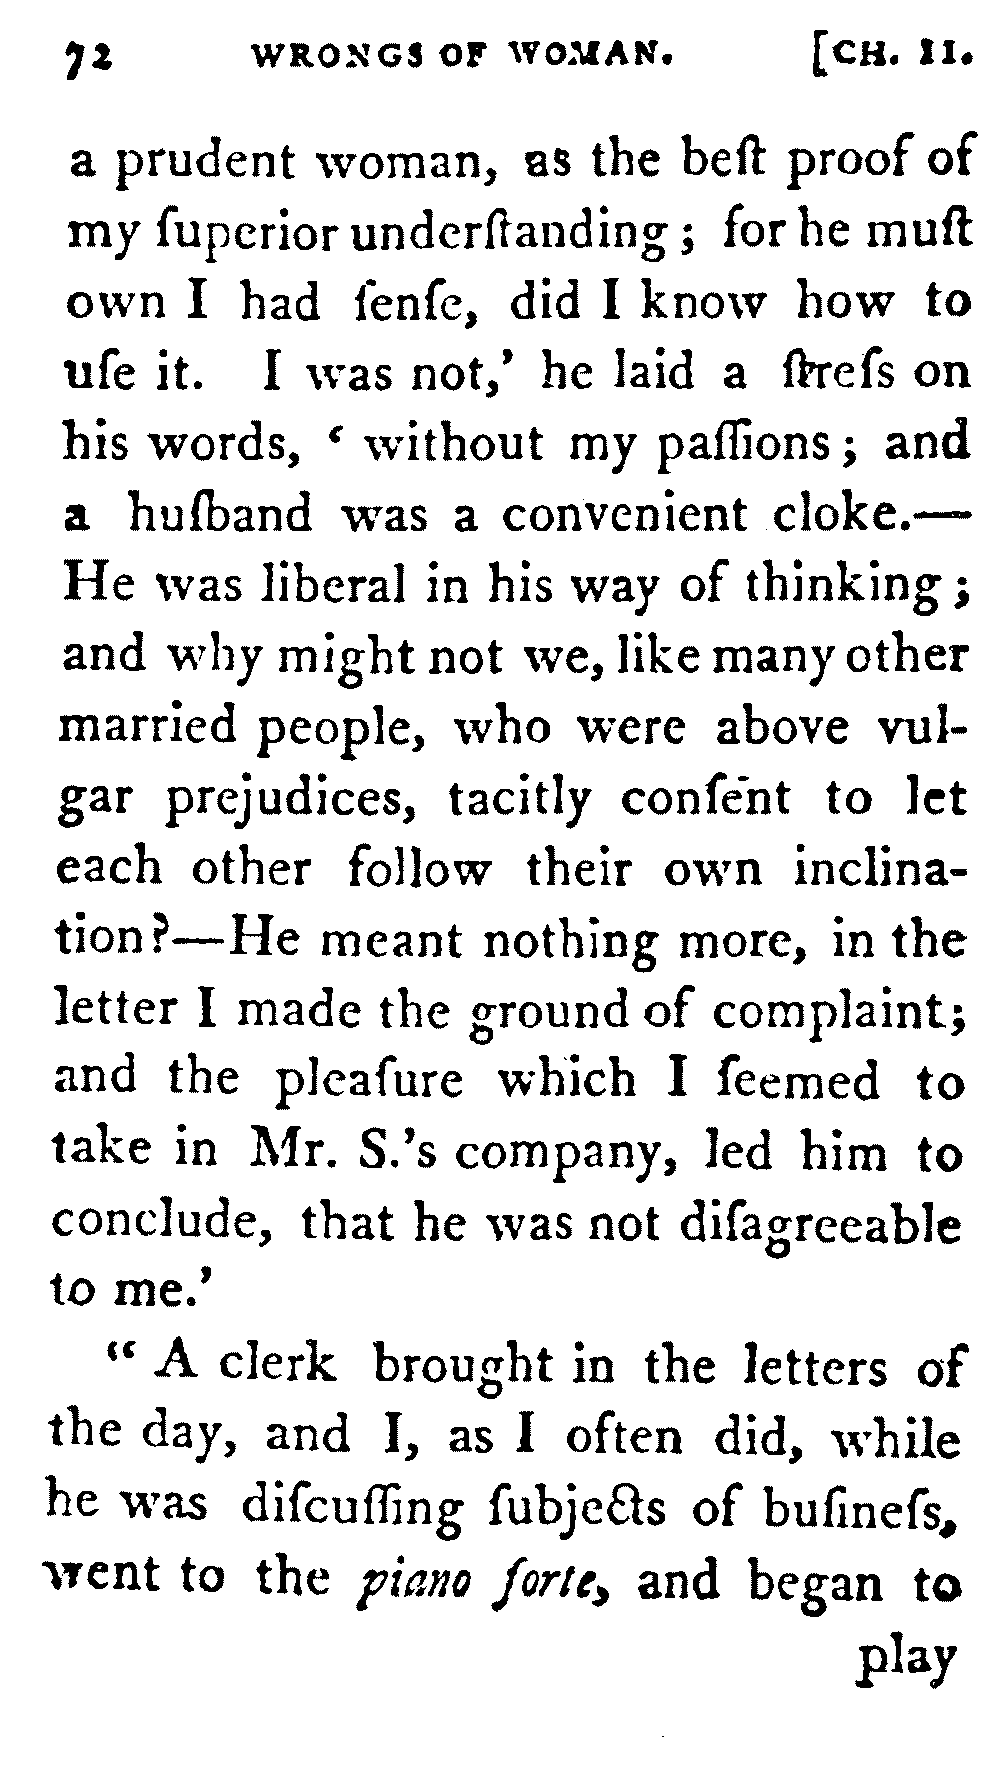 72 WRONGS OF WOMAN. [CH. II.
a prudent woman, as the beſt proof of
my ſuperior underſtanding; for he muſt
own I had ſenſe, did I know how to
uſe it. I was not,’ he laid a ſtreſs on
his words, ‘ without my paſſions; and
a huſband was a convenient cloke.—
He was liberal in his way of thinking;
and why might not we, like many other
married people, who were above vul-
gar prejudices, tacitly conſent to let
each other follow their own inclina-
tion?—He meant nothing more, in the
letter I made the ground of complaint;
and the pleaſure which I ſeemed to
take in Mr. S.’s company, led him to
conclude, that he was not diſagreeable
to me.’
“ A clerk brought in the letters of
the day, and I, as I often did, while
he was diſcuſſing ſubjects of buſineſs,
went to the piano forte, and began to
play